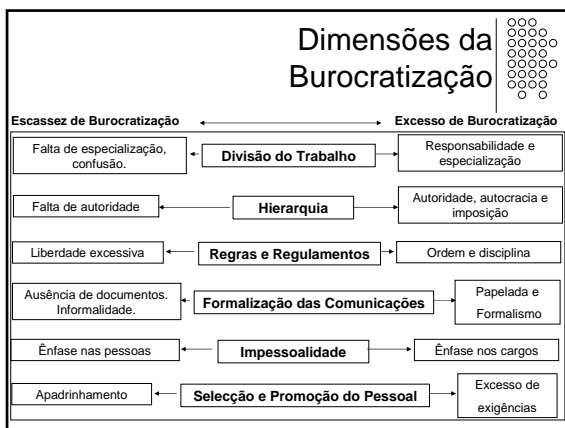 Dimensões da
Burocratização
Escassez de Burocratização
Excesso de Burocratização
Falta de especialização,
confusão.
Divisão do Trabalho
Responsabilidade e
especialização
Falta de autoridade
Hierarquia
Autoridade, autocracia e
imposição
Liberdade excessiva
Regras e Regulamentos
Ordem e disciplina
Ausência de documentos.
Informalidade.
Formalização das Comunicações
Papelada e
Formalismo
Ênfase nas pessoas
Impessoalidade
Ênfase nos cargos
Apadrinhamento
Selecção e Promoção do Pessoal
Excesso de
exigências